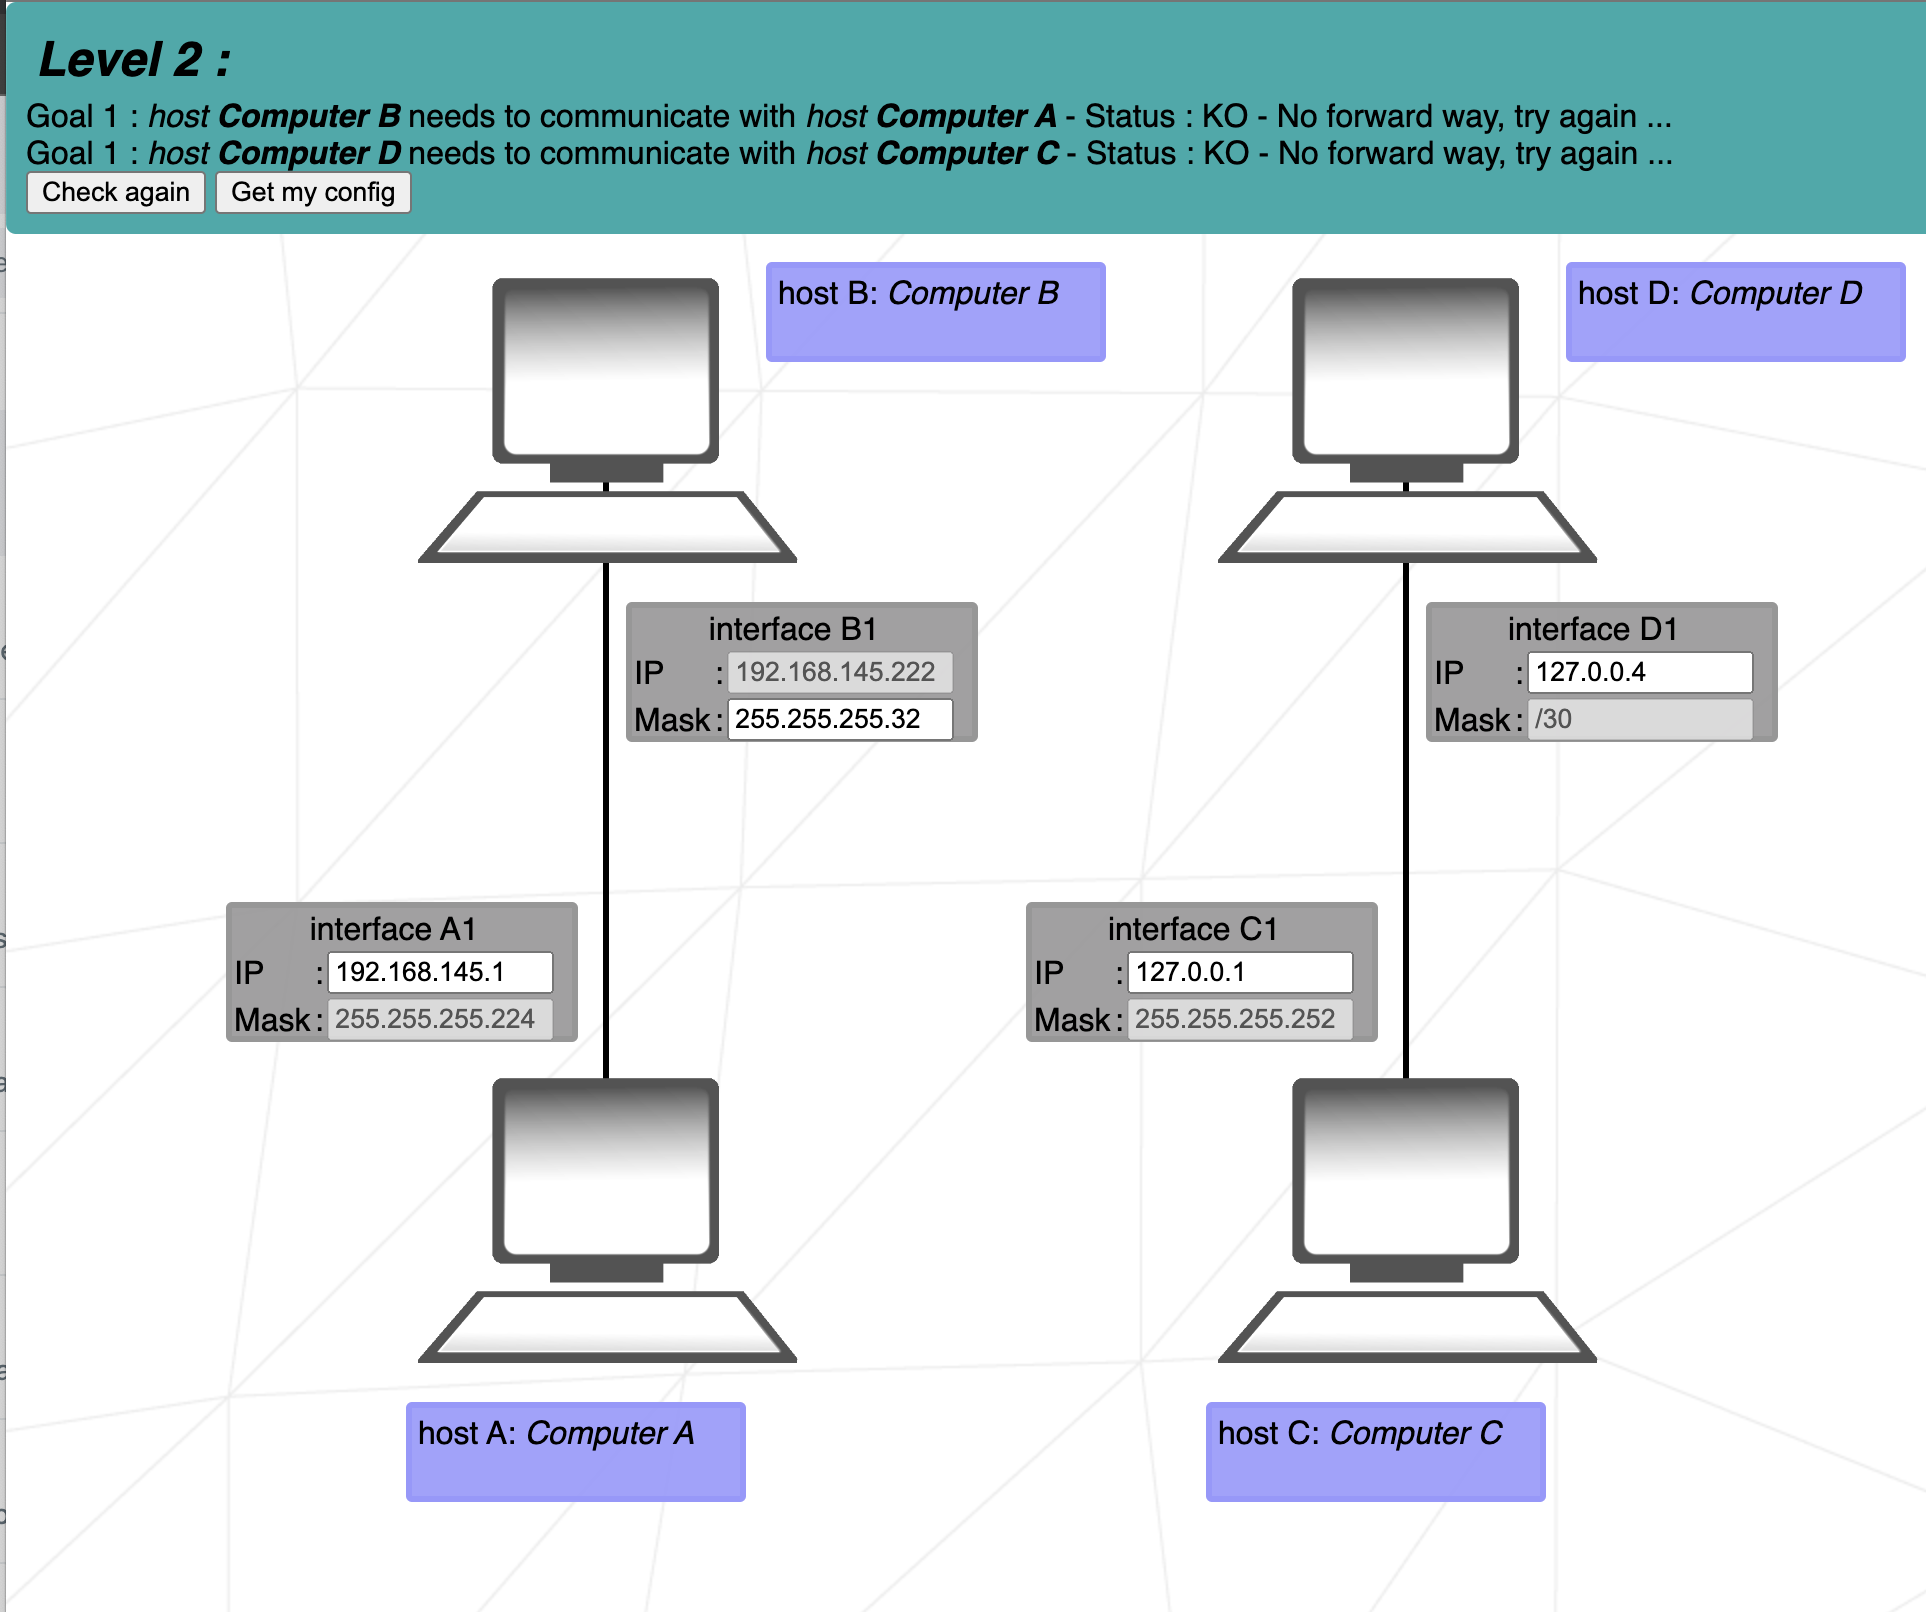 Level 2 :
Goal 1 : host Computer B needs to communicate with host Computer A - Status : KO - No forward way, try again ...
Goal 1 : host Computer D needs to communicate with host Computer C - Status : KO - No forward way, try again ...
Check again Get my config
host B: Computer B
host D: Computer D
interface B1
IP : 192.168.145.222
Mask : 255.255.255.32
interface D1
IP : 127.0.0.4
Mask : /30
interface A1
IP : 192.168.145.1
Mask : 255.255.255.224
interface C1
IP : 127.0.0.1
Mask : 255.255.255.252
host A: Computer A
host C: Computer C